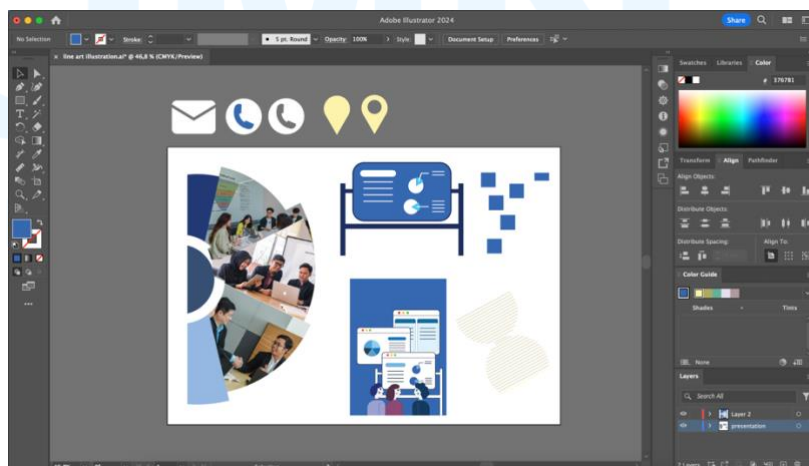 Adobe Illustrator 2024
Share
No Selection
Stroke:
5 pt. Round
Opacity: 100%
Style:
Document Setup
Preferences
× line art illustration.ai* @ 46,8 % (CMYK/Preview)
Swatches Libraries Color
# 376781
Transform Align Pathfinder
Align Objects:
Distribute Objects:
Distribute Spacing: Align To:
Color Guide
Shades Tints
None
Layers
Search All
Layer 2
presentation